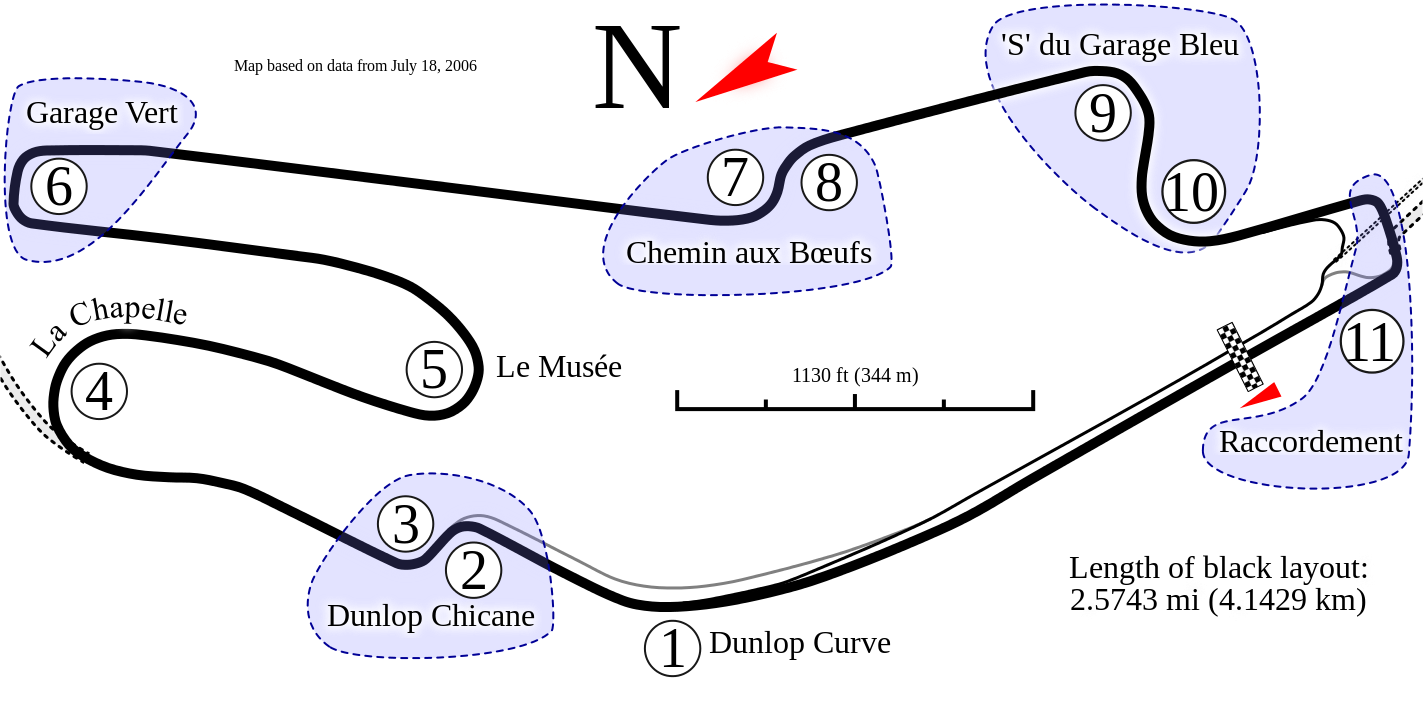 N
'S' du Garage Bleu
Map based on data from July 18, 2006
Garage Vert
9
7
8
6
10
Chemin aux Bœufs
La Chapelle
11
5
Le Musée
1130 ft (344 m)
4
Raccordement
3
2
Length of black layout:
2.5743 mi (4.1429 km)
Dunlop Chicane
1
Dunlop Curve